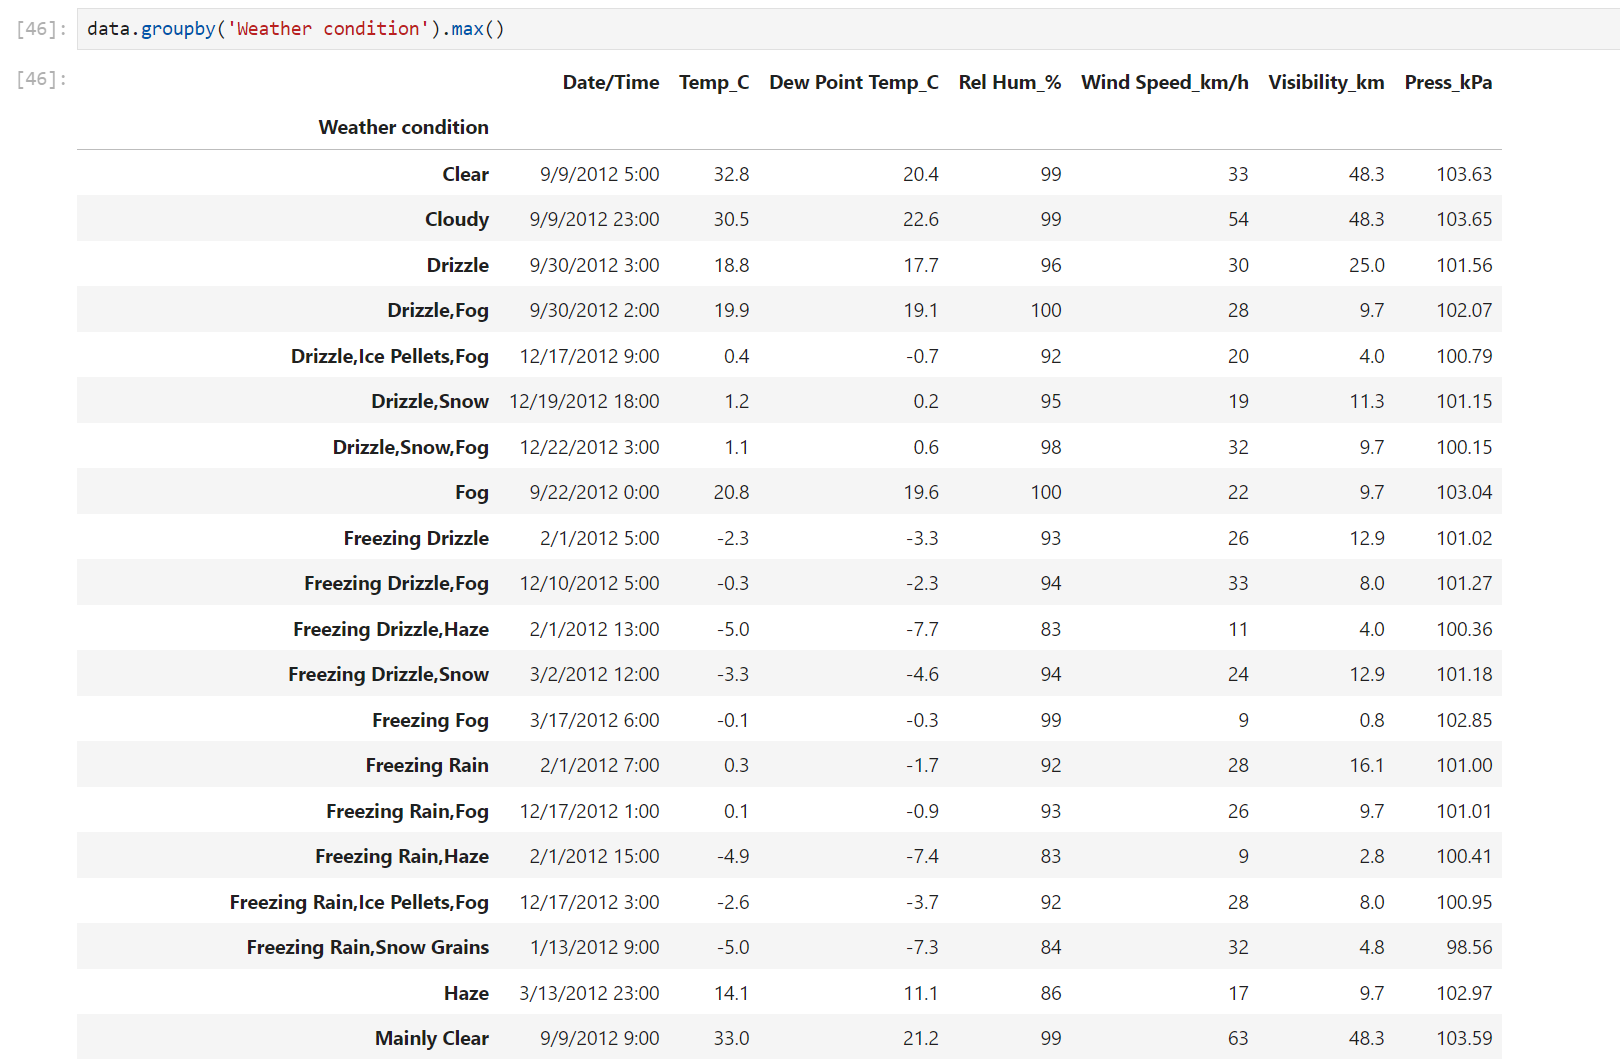 [46]: data.groupby('Weather condition').max()
[46]:
Date/Time Temp_C Dew Point Temp_C Rel Hum_% Wind Speed_km/h Visibility_km Press_kPa
Weather condition
Clear 9/9/2012 5:00 32.8 20.4 99 33 48.3 103.63
Cloudy 9/9/2012 23:00 30.5 22.6 99 54 48.3 103.65
Drizzle 9/30/2012 3:00 18.8 17.7 96 30 25.0 101.56
Drizzle,Fog 9/30/2012 2:00 19.9 19.1 100 28 9.7 102.07
Drizzle,Ice Pellets,Fog 12/17/2012 9:00 0.4 -0.7 92 20 4.0 100.79
Drizzle,Snow 12/19/2012 18:00 1.2 0.2 95 19 11.3 101.15
Drizzle,Snow,Fog 12/22/2012 3:00 1.1 0.6 98 32 9.7 100.15
Fog 9/22/2012 0:00 20.8 19.6 100 22 9.7 103.04
Freezing Drizzle 2/1/2012 5:00 -2.3 -3.3 93 26 12.9 101.02
Freezing Drizzle,Fog 12/10/2012 5:00 -0.3 -2.3 94 33 8.0 101.27
Freezing Drizzle,Haze 2/1/2012 13:00 -5.0 -7.7 83 11 4.0 100.36
Freezing Drizzle,Snow 3/2/2012 12:00 -3.3 -4.6 94 24 12.9 101.18
Freezing Fog 3/17/2012 6:00 -0.1 -0.3 99 9 0.8 102.85
Freezing Rain 2/1/2012 7:00 0.3 -1.7 92 28 16.1 101.00
Freezing Rain,Fog 12/17/2012 1:00 0.1 -0.9 93 26 9.7 101.01
Freezing Rain,Haze 2/1/2012 15:00 -4.9 -7.4 83 9 2.8 100.41
Freezing Rain,Ice Pellets,Fog 12/17/2012 3:00 -2.6 -3.7 92 28 8.0 100.95
Freezing Rain,Snow Grains 1/13/2012 9:00 -5.0 -7.3 84 32 4.8 98.56
Haze 3/13/2012 23:00 14.1 11.1 86 17 9.7 102.97
Mainly Clear 9/9/2012 9:00 33.0 21.2 99 63 48.3 103.59